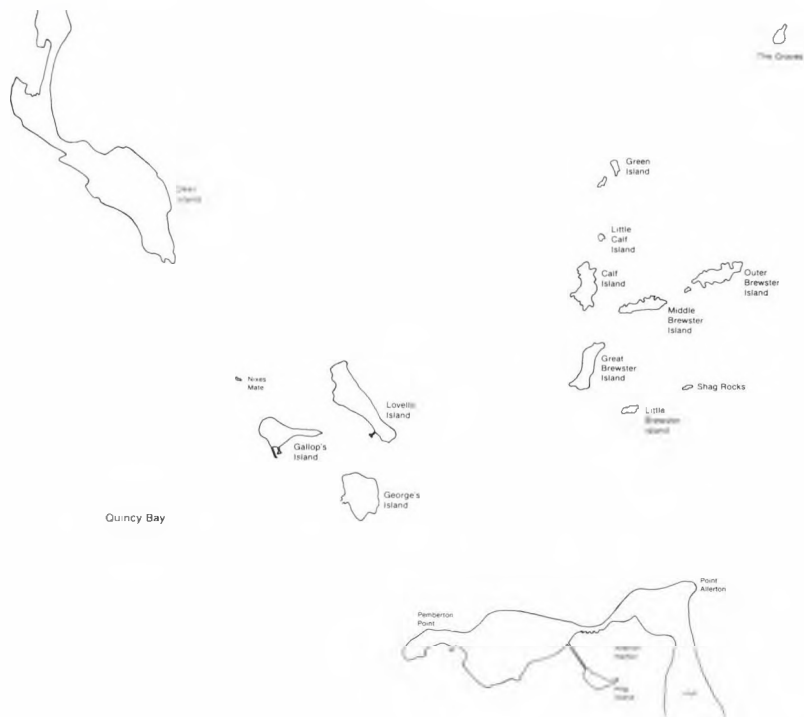 The Graves
Green
Island
Deer
Island
Little
Calf
Island
Calf
Island
Outer
Brewster
Island
Middle
Brewster
Island
Great
Brewster
Island
Nixes
Mate
Shag Rocks
Lovells
Island
Little
Brewster
Island
Gallop's
Island
George's
Island
Quincy Bay
Point
Allerton
Pemberton
Point
Island